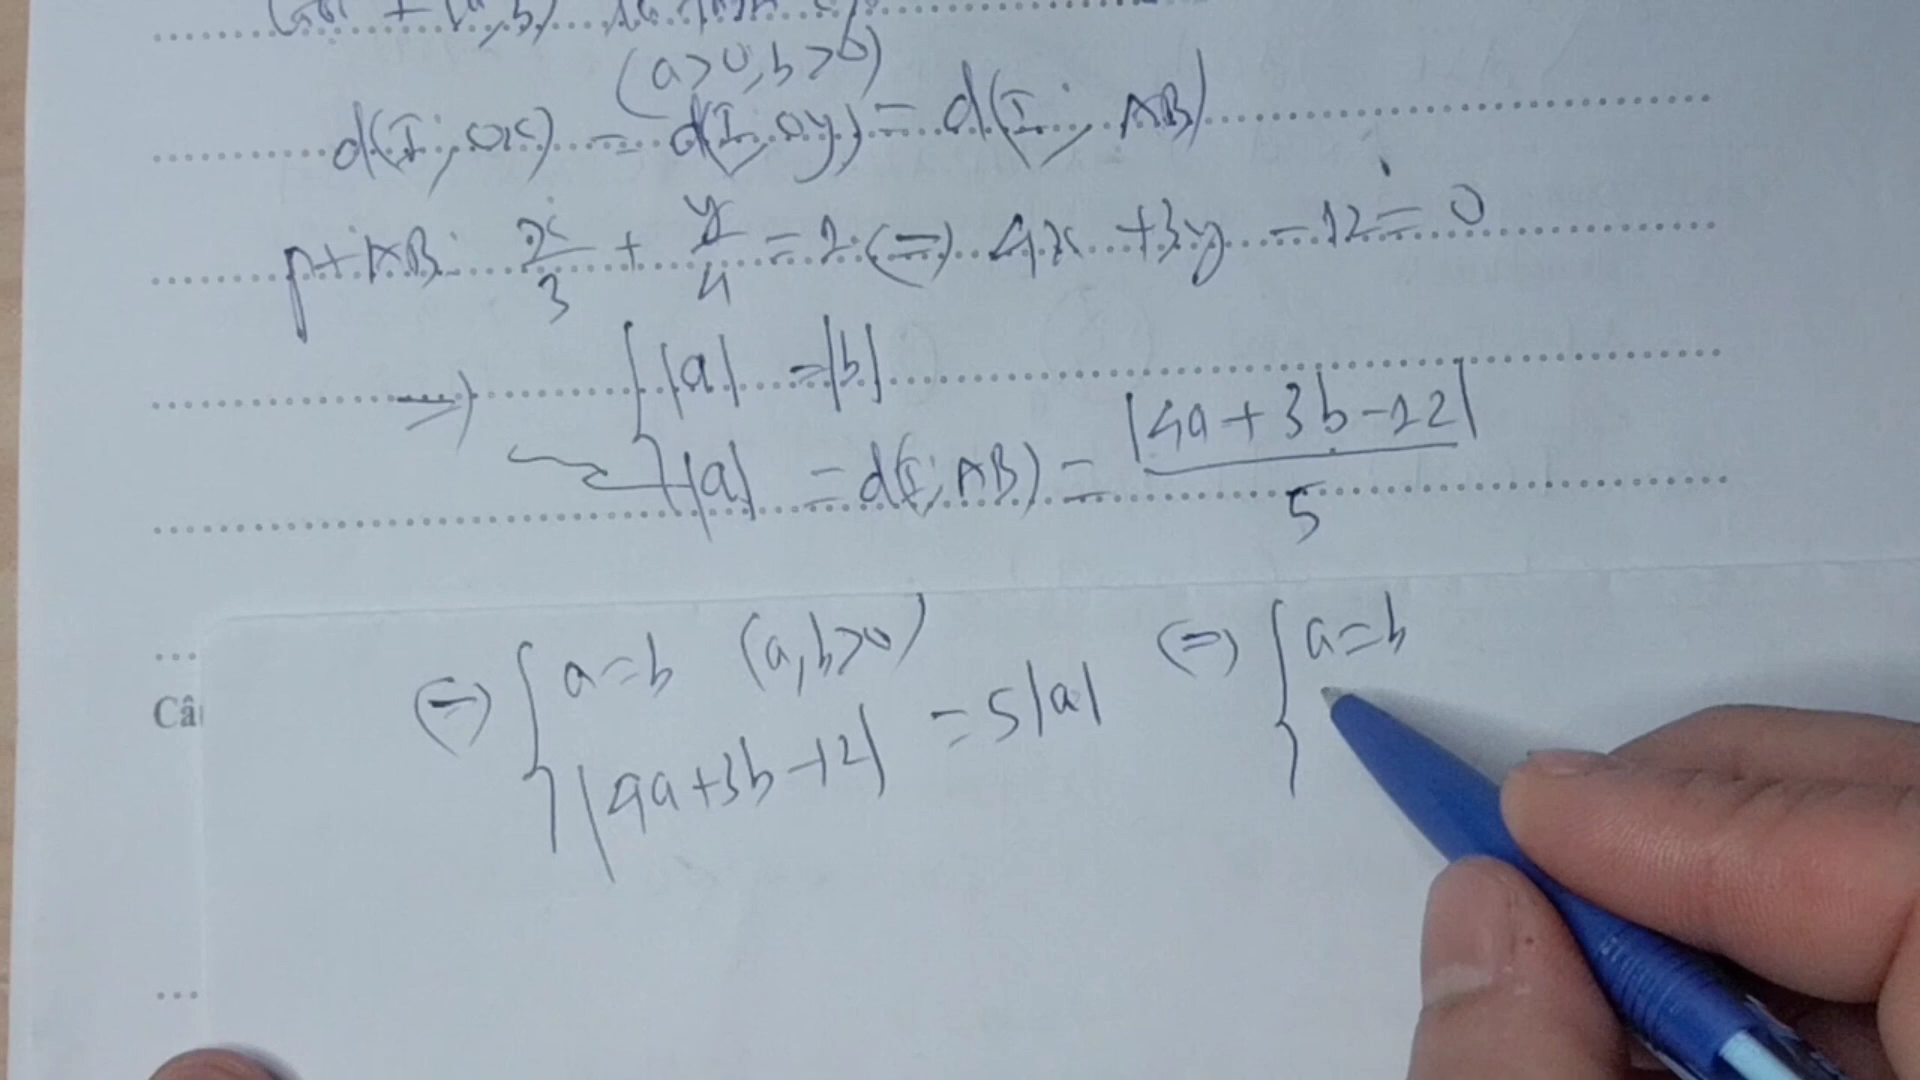 (a>0, b>0)
d(I; Ox) = d(I, Oy) = d(I; AB)
pt AB: x/3 + y/4 = 1 (=) 4x + 3y - 12 = 0
=> { |a| = |b|
|a| = d(I; AB) = |4a + 3b - 12| / 5
(=) { a = b (a, b > 0)
|4a + 3b - 12| = 5|a|
(=) { a = b
Câ